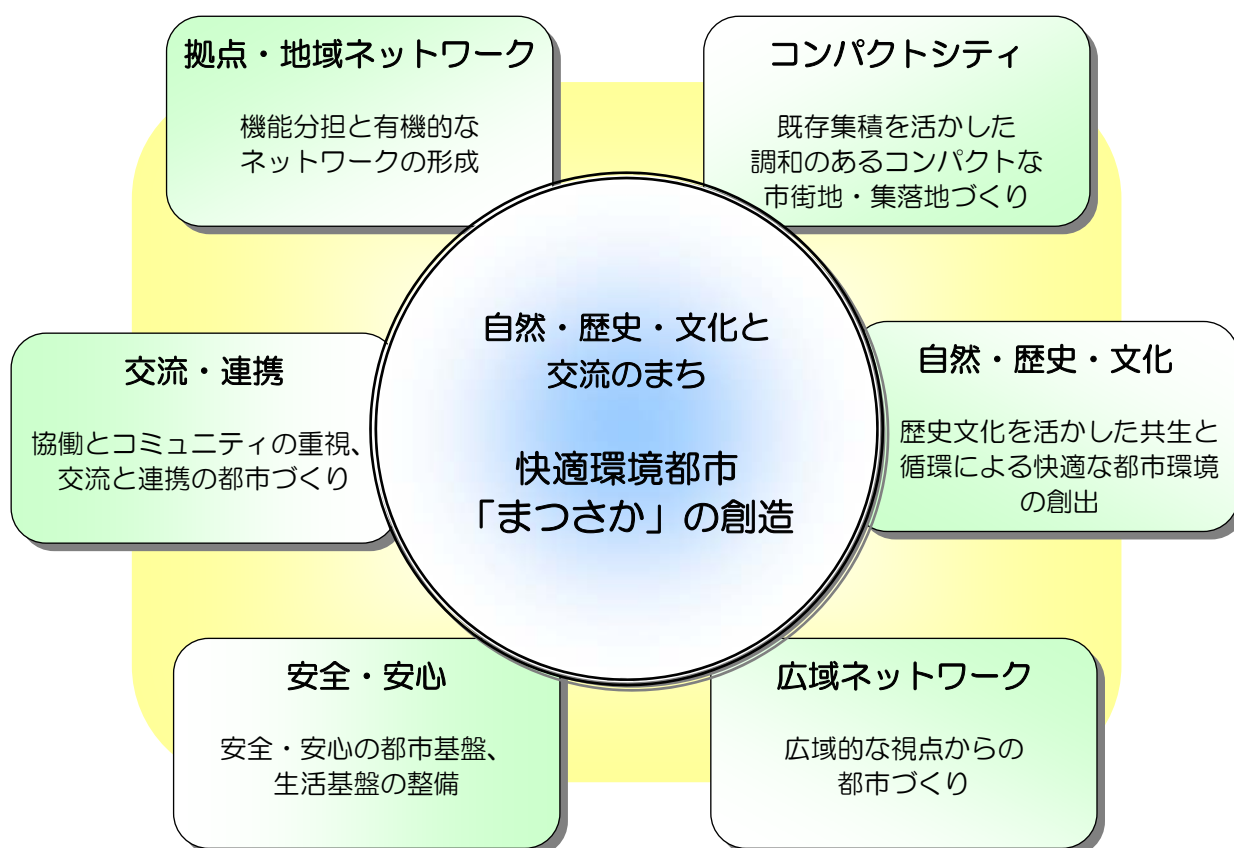 拠点・地域ネットワーク
機能分担と有機的な
ネットワークの形成
コンパクトシティ
既存集積を活かした
調和のあるコンパクトな
市街地・集落地づくり
自然・歴史・文化と
交流のまち
快適環境都市
「まつさか」の創造
交流・連携
協働とコミュニティの重視、
交流と連携の都市づくり
自然・歴史・文化
歴史文化を活かした共生と
循環による快適な都市環境
の創出
安全・安心
安全・安心の都市基盤、
生活基盤の整備
広域ネットワーク
広域的な視点からの
都市づくり